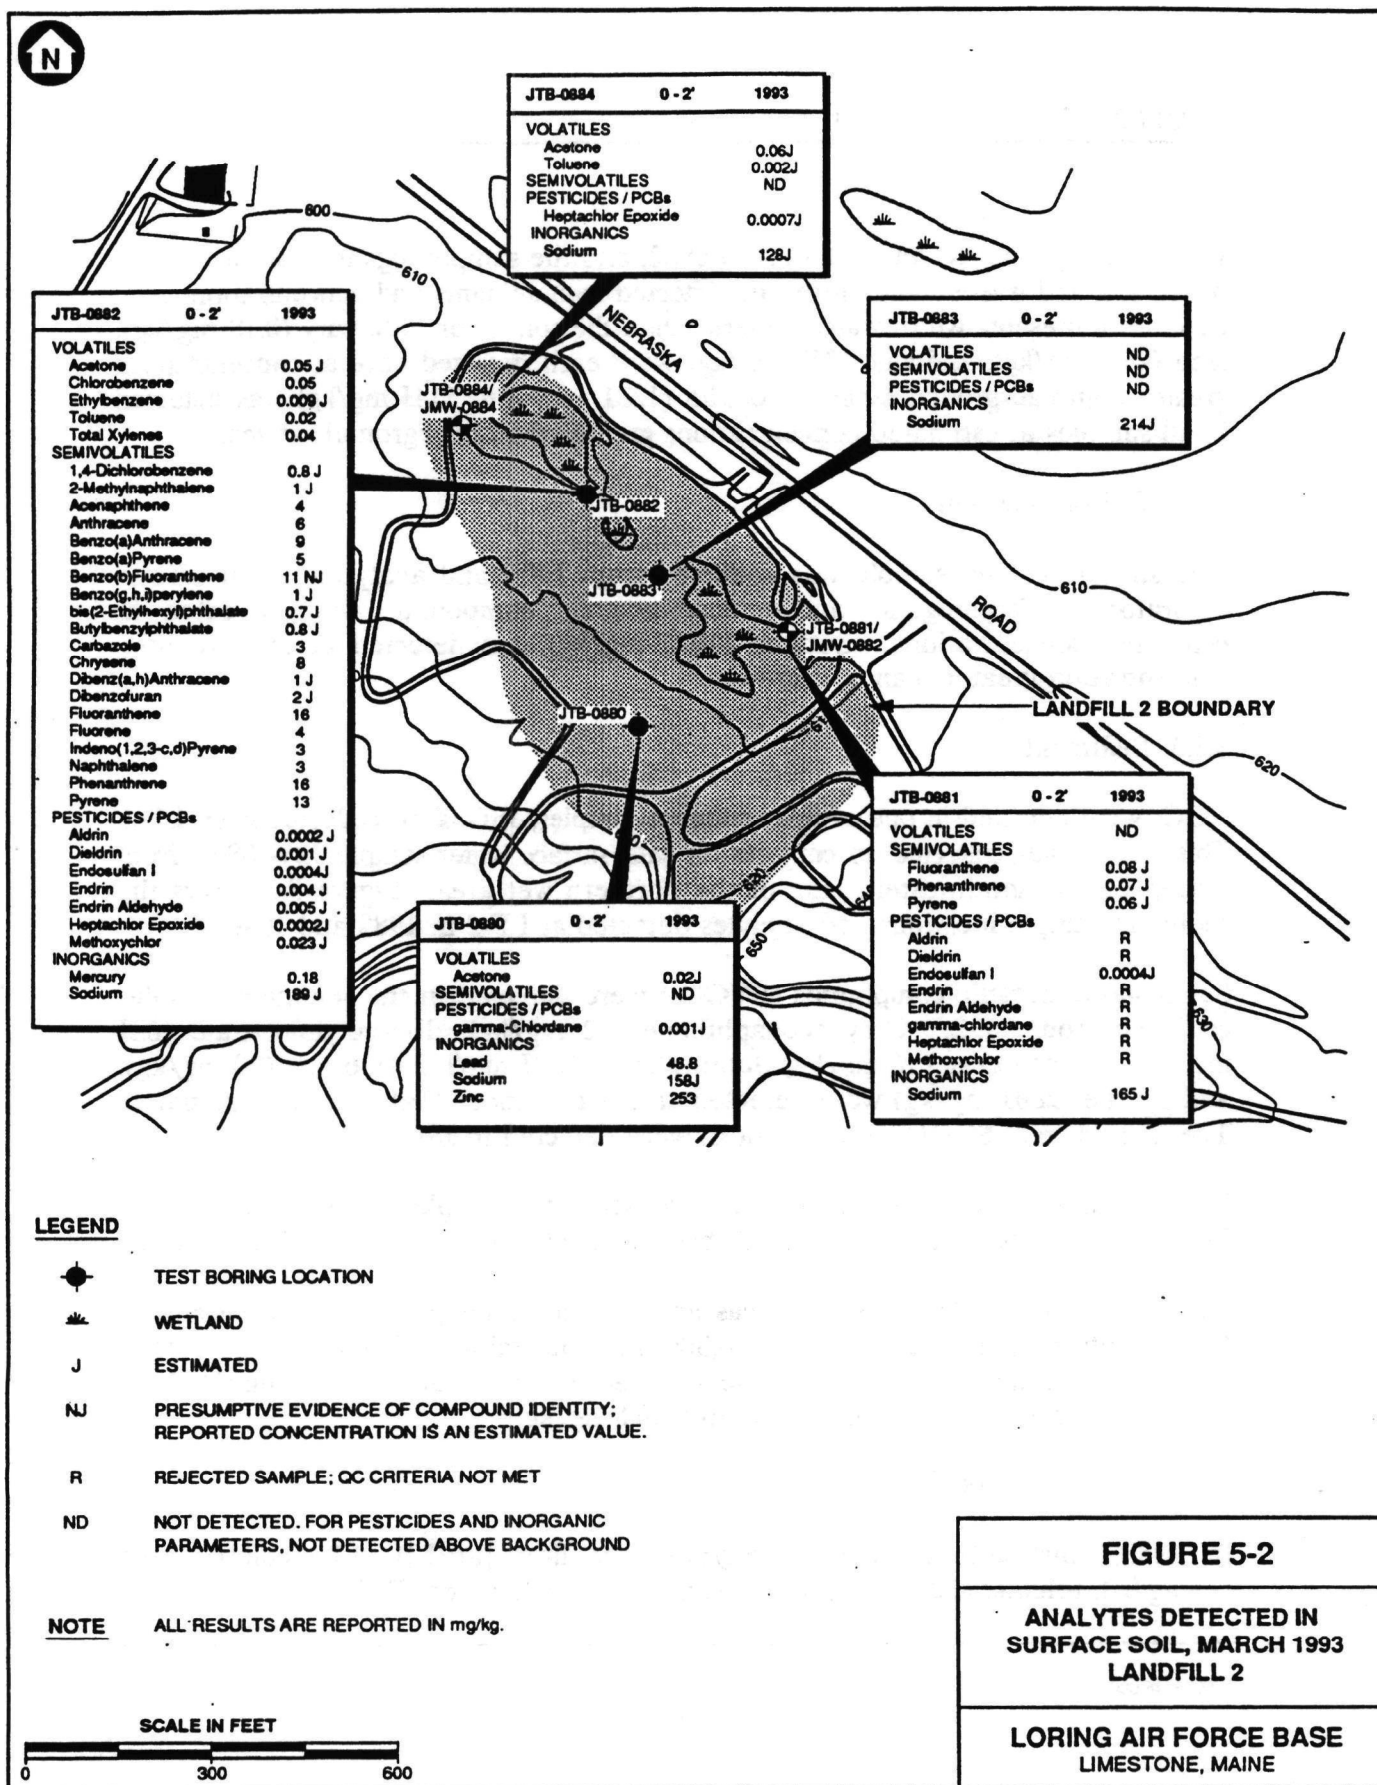 N
JTB-0884 0 - 2' 1993
VOLATILES
Acetone 0.06J
Toluene 0.002J
SEMIVOLATILES ND
PESTICIDES / PCBs
Heptachlor Epoxide 0.0007J
INORGANICS
Sodium 128J
600
610
JTB-0882 0 - 2' 1993
VOLATILES
Acetone 0.05 J
Chlorobenzene 0.05
Ethylbenzene 0.009
Toluene 0.02
Total Xylenes 0.04
SEMIVOLATILES
1,4-Dichlorobenzene 0.8 J
2-Methylnaphthalene 1 J
Acenaphthene 4
Anthracene 6
Benzo(a)Anthracene 9
Benzo(a)Pyrene 5
Benzo(b)Fluoranthene 11 NJ
Benzo(g,h,i)perylene 1 J
bis(2-Ethylhexyl)phthalate 0.7 J
Butylbenzylphthalate 0.8 J
Carbazole 3
Chrysene 8
Dibenz(a,h)Anthracene 1 J
Dibenzofuran 2 J
Fluoranthene 16
Fluorene 4
Indeno(1,2,3-c,d)Pyrene 3
Naphthalene 3
Phenanthrene 16
Pyrene 13
PESTICIDES / PCBs
Aldrin 0.0002 J
Dieldrin 0.001 J
Endosulfan I 0.0004J
Endrin 0.004 J
Endrin Aldehyde 0.005 J
Heptachlor Epoxide 0.0002J
Methoxychlor 0.023 J
INORGANICS
Mercury 0.18
Sodium 189 J
NEBRASKA
JTB-0883 0 - 2' 1993
VOLATILES ND
SEMIVOLATILES ND
PESTICIDES / PCBs ND
INORGANICS
Sodium 214J
JTB-0884/
JMW-0884
JTB-0882
JTB-0883
610
ROAD
JTB-0881/
JMW-0882
JTB-0880
LANDFILL 2 BOUNDARY
620
620
650
630
JTB-0881 0 - 2' 1993
VOLATILES ND
SEMIVOLATILES
Fluoranthene 0.08 J
Phenanthrene 0.07 J
Pyrene 0.06 J
PESTICIDES / PCBs
Aldrin R
Dieldrin R
Endosulfan I 0.0004J
Endrin R
Endrin Aldehyde R
gamma-chlordane R
Heptachlor Epoxide R
Methoxychlor R
INORGANICS
Sodium 165 J
JTB-0880 0 - 2' 1993
VOLATILES
Acetone 0.02J
SEMIVOLATILES ND
PESTICIDES / PCBs
gamma-Chlordane 0.001J
INORGANICS
Lead 48.8
Sodium 158J
Zinc 253
LEGEND
TEST BORING LOCATION
WETLAND
J ESTIMATED
NJ PRESUMPTIVE EVIDENCE OF COMPOUND IDENTITY;
REPORTED CONCENTRATION IS AN ESTIMATED VALUE.
R REJECTED SAMPLE; QC CRITERIA NOT MET
ND NOT DETECTED. FOR PESTICIDES AND INORGANIC
PARAMETERS, NOT DETECTED ABOVE BACKGROUND
NOTE ALL RESULTS ARE REPORTED IN mg/kg.
SCALE IN FEET
0 300 600
FIGURE 5-2
ANALYTES DETECTED IN
SURFACE SOIL, MARCH 1993
LANDFILL 2
LORING AIR FORCE BASE
LIMESTONE, MAINE